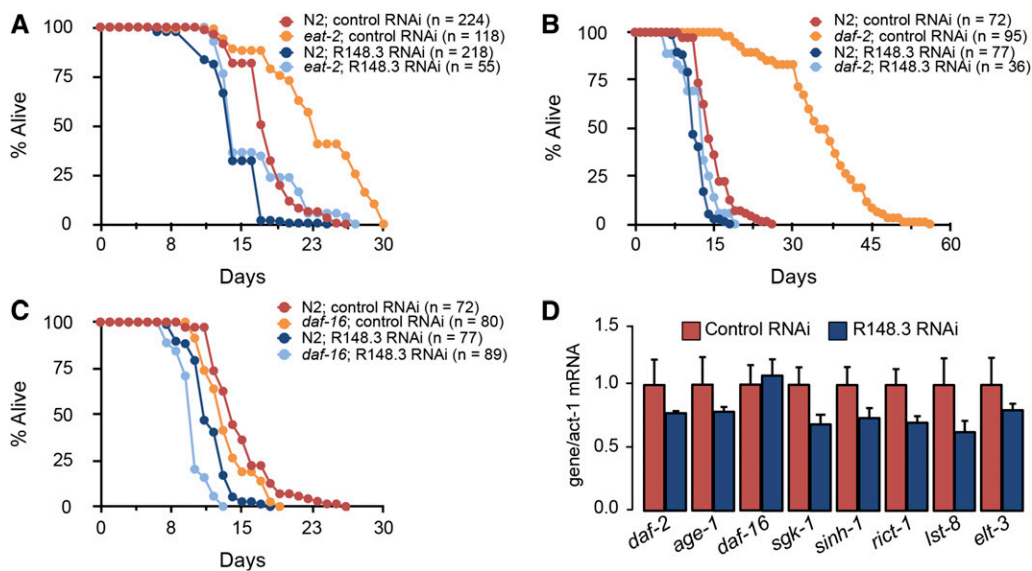 A
N2; control RNAi (n = 224)
eat-2; control RNAi (n = 118)
N2; R148.3 RNAi (n = 218)
eat-2; R148.3 RNAi (n = 55)
% Alive
100
75
50
25
0
0 8 15 23 30
Days
B
N2; control RNAi (n = 72)
daf-2; control RNAi (n = 95)
N2; R148.3 RNAi (n = 77)
daf-2; R148.3 RNAi (n = 36)
% Alive
100
75
50
25
0
0 15 30 45 60
Days
C
N2; control RNAi (n = 72)
daf-16; control RNAi (n = 80)
N2; R148.3 RNAi (n = 77)
daf-16; R148.3 RNAi (n = 89)
% Alive
100
75
50
25
0
0 8 15 23 30
Days
D
Control RNAi R148.3 RNAi
gene/act-1 mRNA
1.5
1.0
0.5
0.0
daf-2 age-1 daf-16 sgk-1 sinh-1 rict-1 lst-8 elt-3